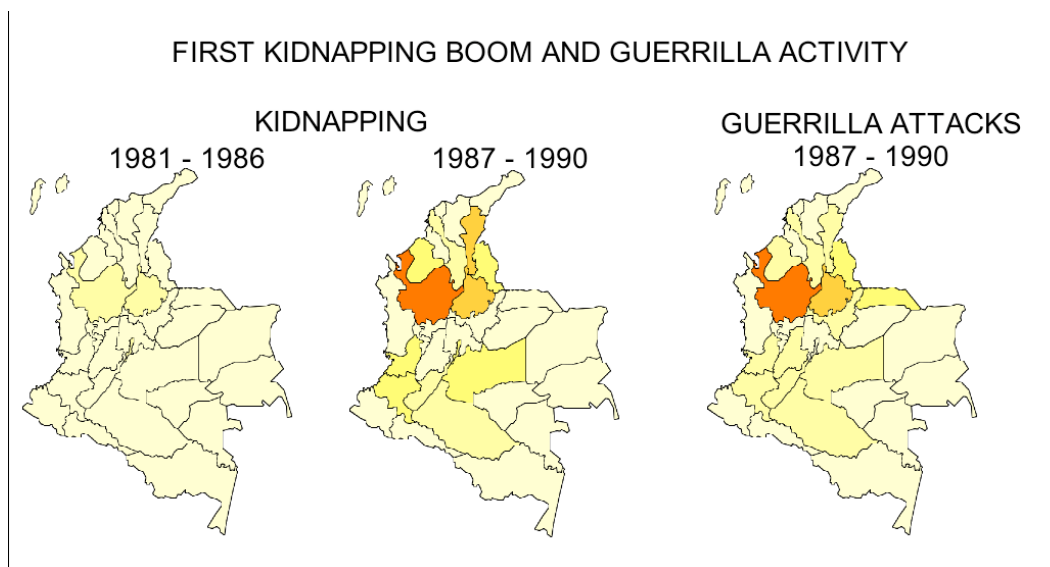 FIRST KIDNAPPING BOOM AND GUERRILLA ACTIVITY
KIDNAPPING
1981 - 1986
1987 - 1990
GUERRILLA ATTACKS
1987 - 1990